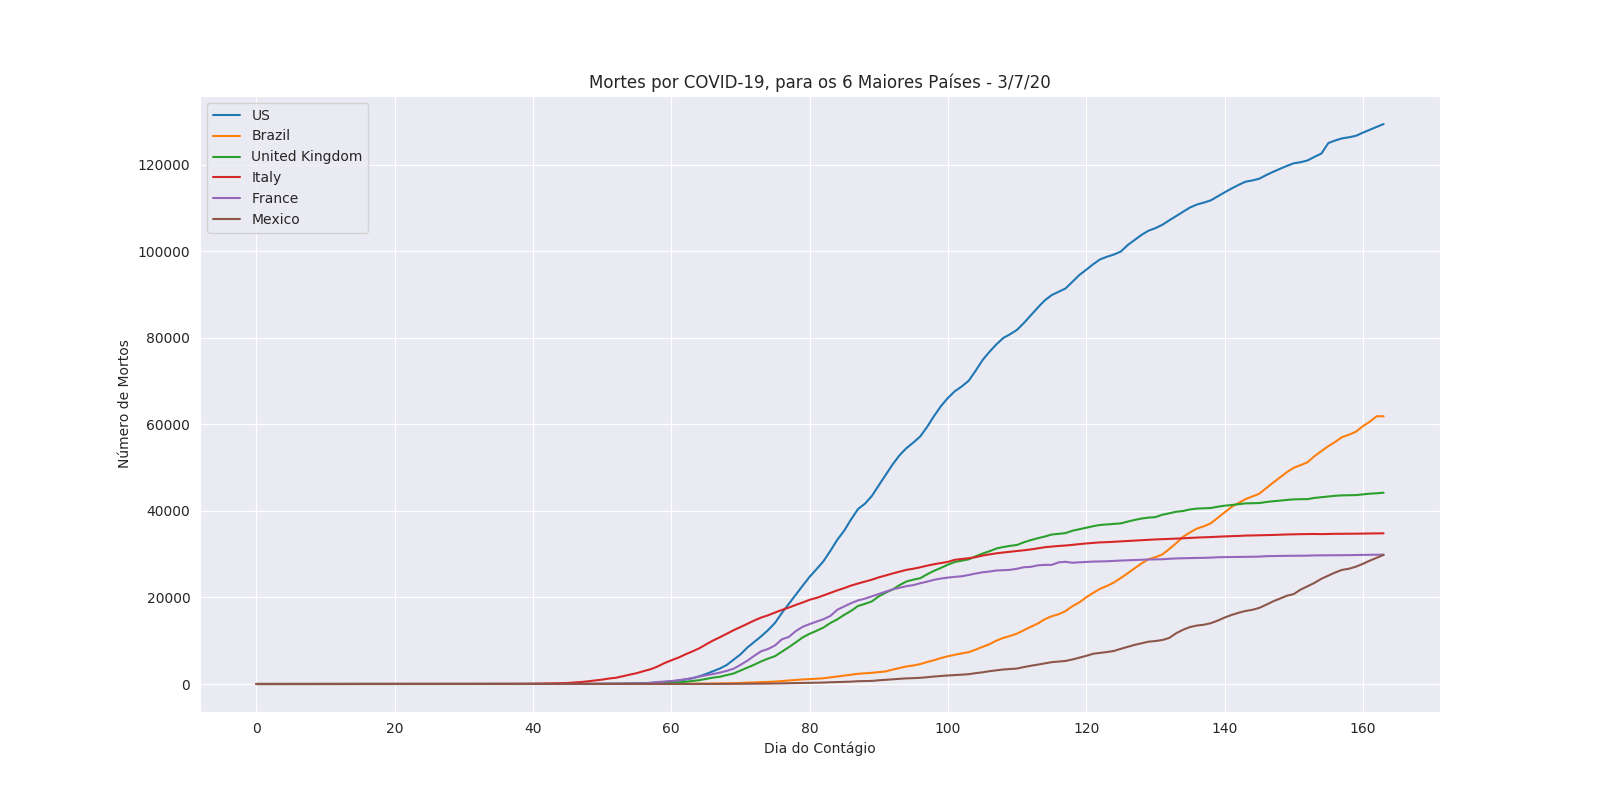 Mortes por COVID-19, para os 6 Maiores Países - 3/7/20
US
Brazil
United Kingdom
Italy
France
Mexico
120000
100000
80000
60000
40000
20000
0
Número de Mortos
0 20 40 60 80 100 120 140 160
Dia do Contágio